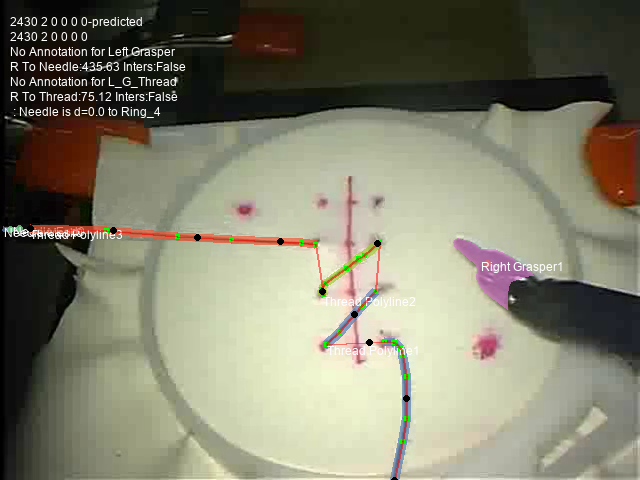 2430 2 0 0 0 0-predicted
2430 2 0 0 0 0
No Annotation for Left Grasper
R To Needle:435.63 Inters:False
No Annotation for L_G_Thread
R To Thread:75.12 Inters:False
: Needle is d=0.0 to Ring_4
Thread Polyline3
Right Grasper1
Thread Polyline2
Thread Polyline1